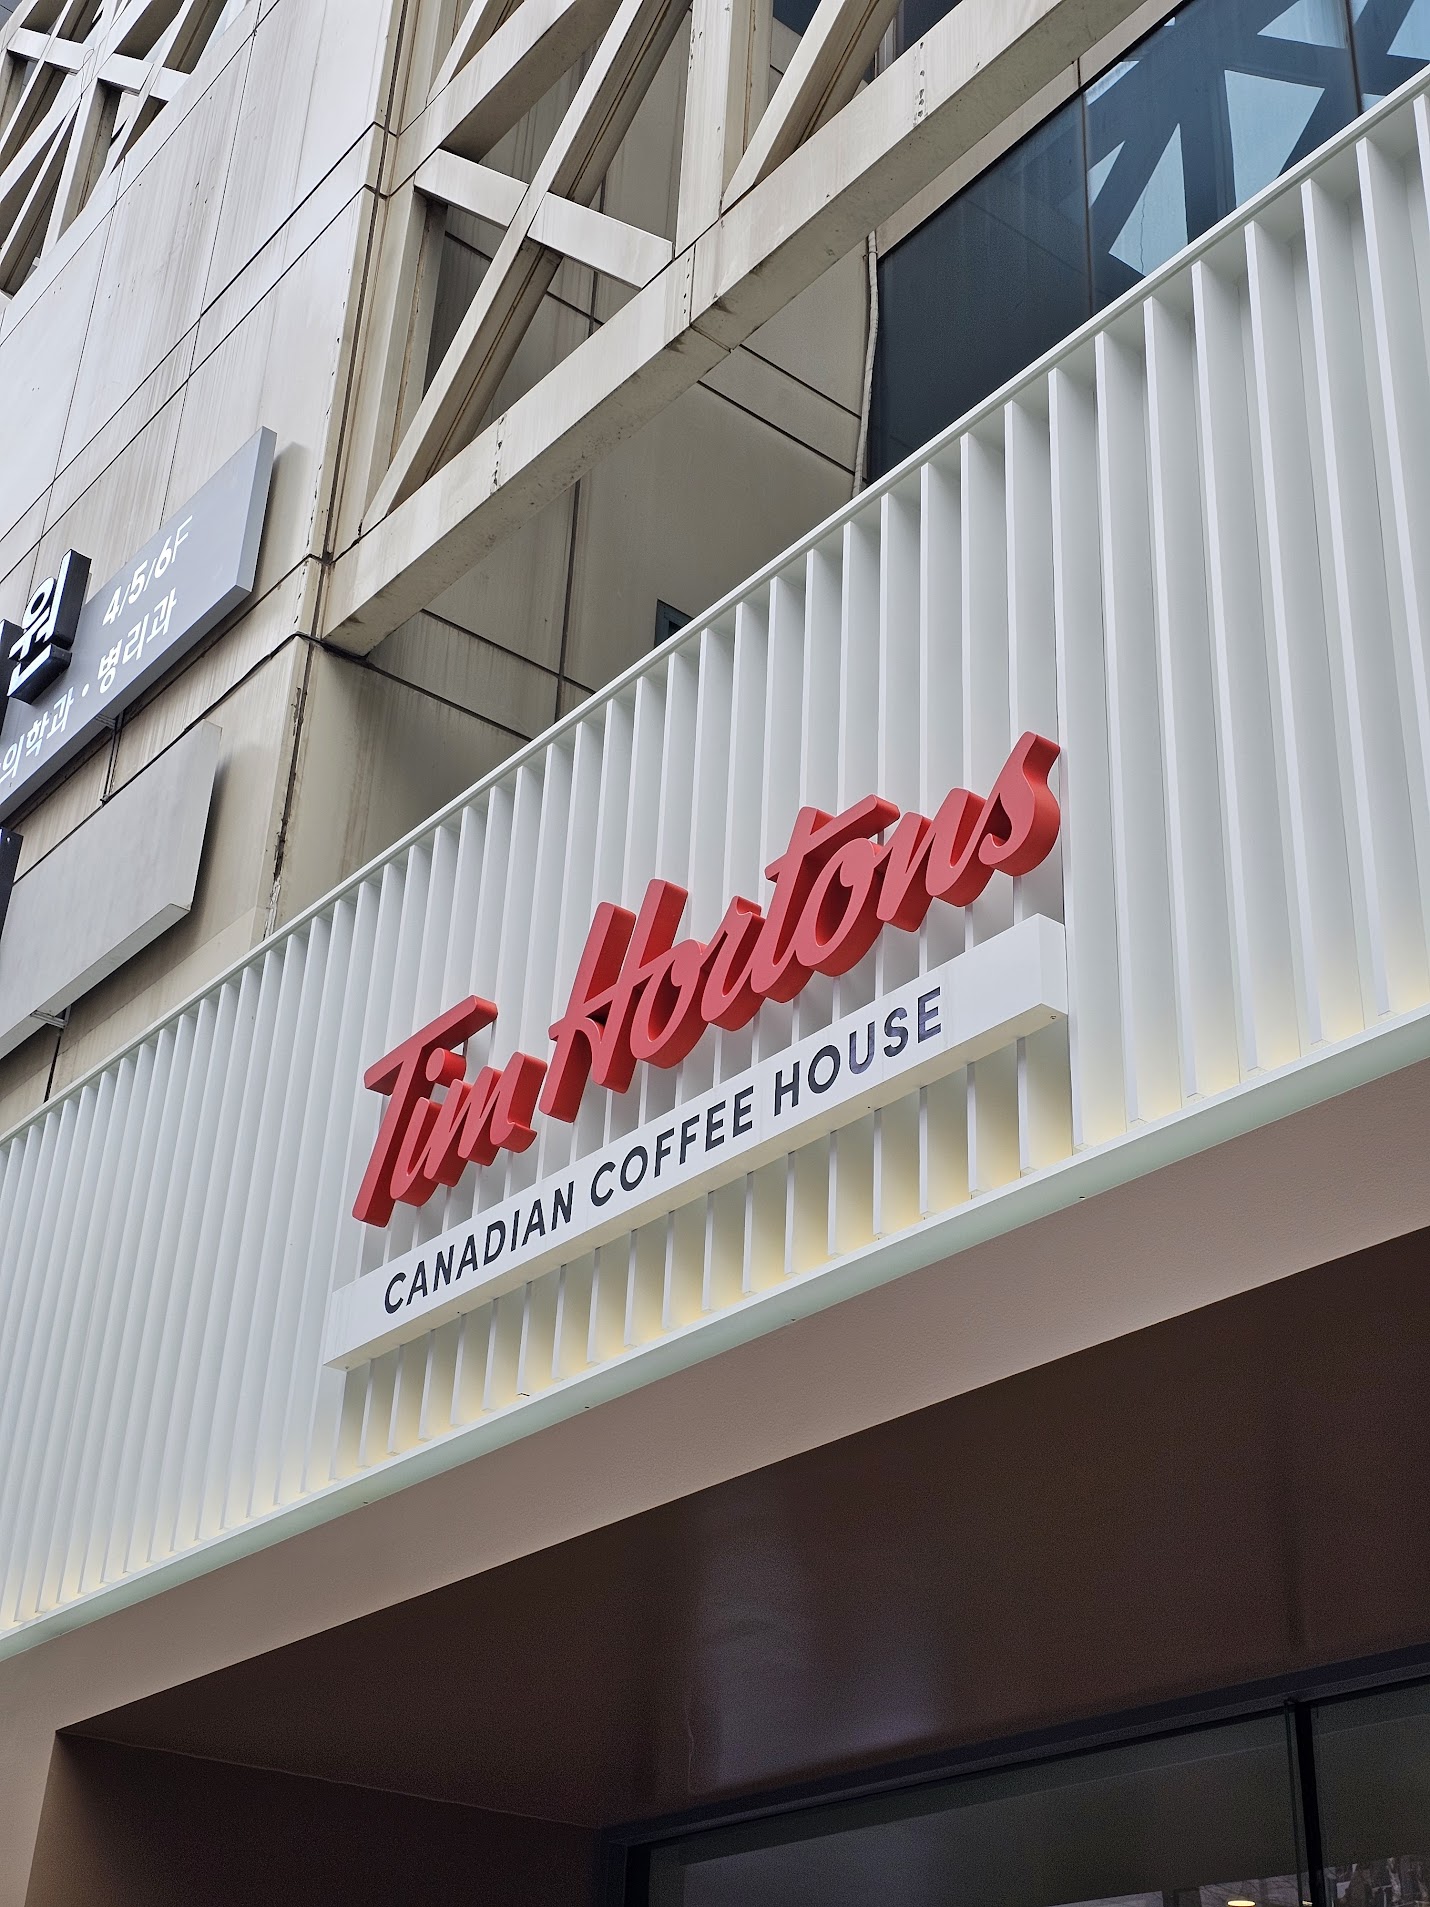 원
4/5/6F
의학과·병리과
Tim Hortons
CANADIAN COFFEE HOUSE